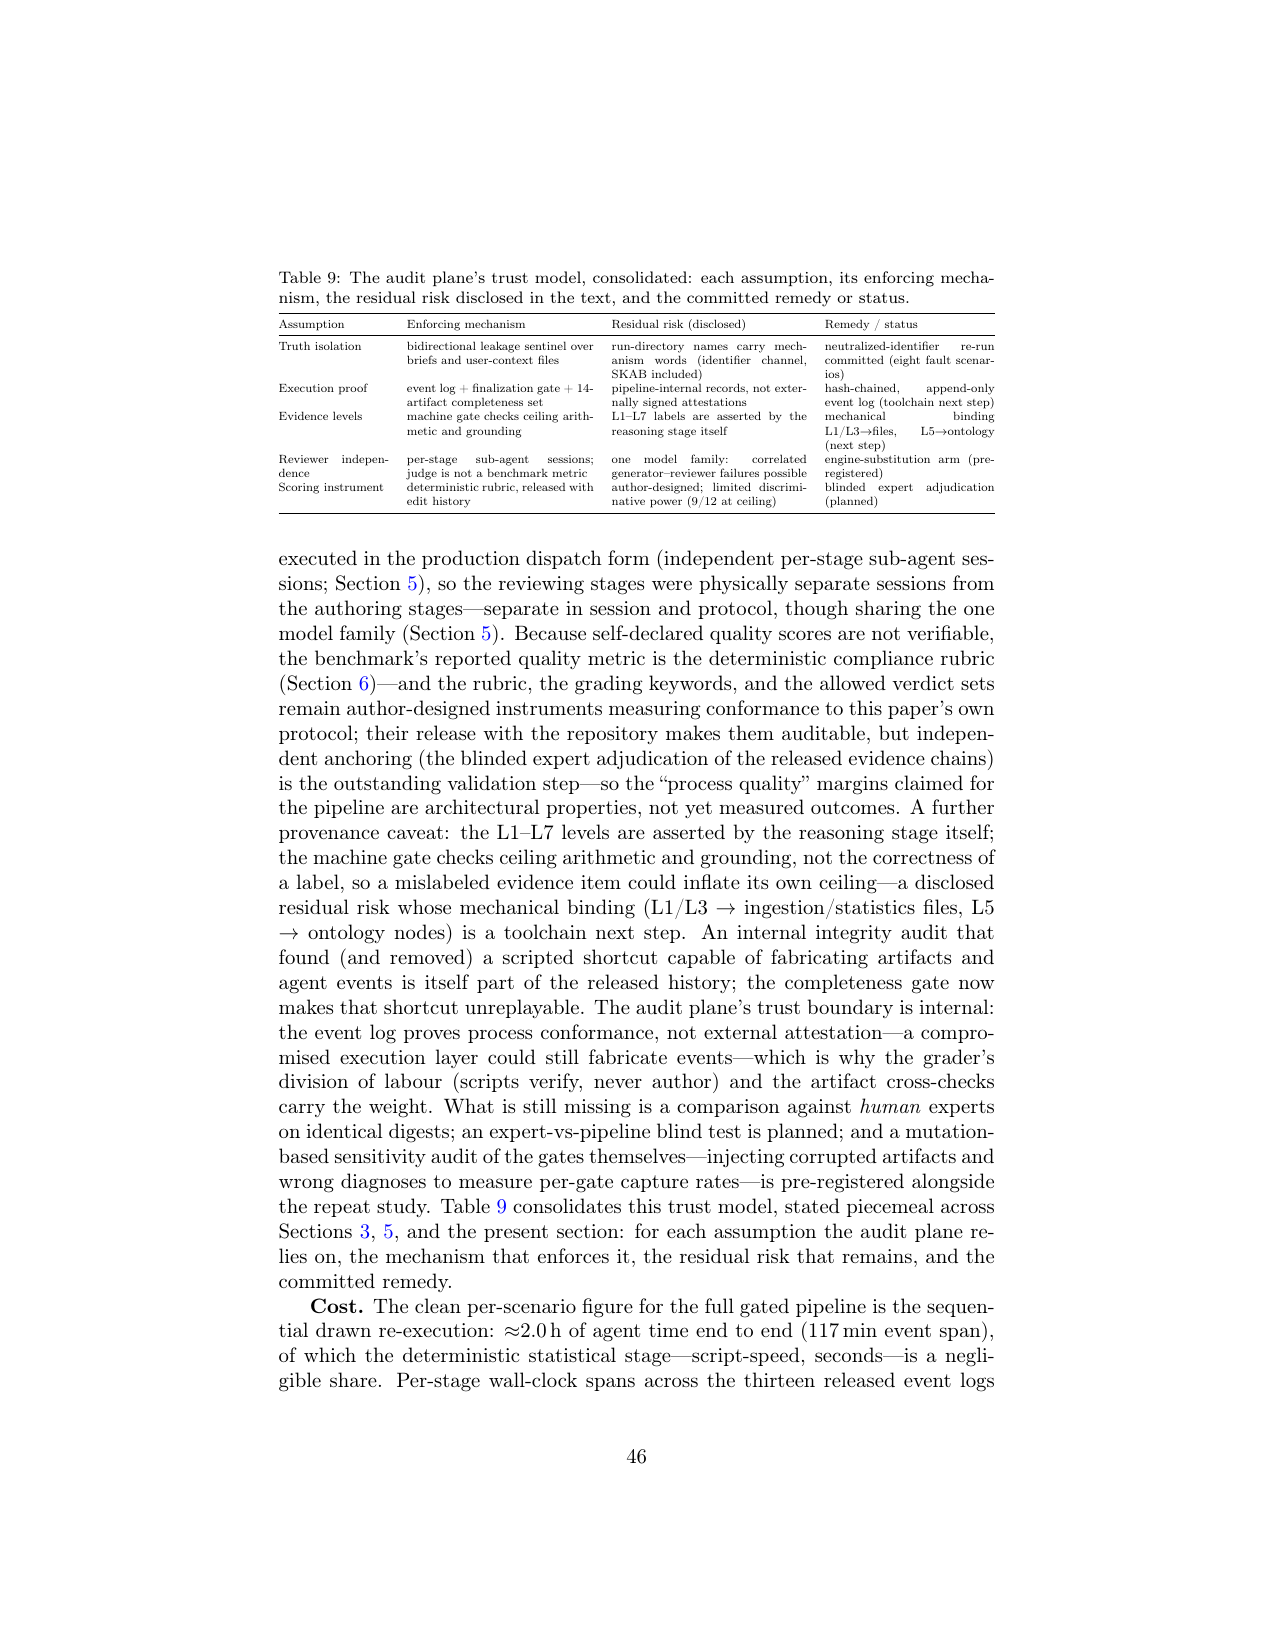 Table 9: The audit plane's trust model, consolidated: each assumption, its enforcing mecha-
nism, the residual risk disclosed in the text, and the committed remedy or status.
Assumption Enforcing mechanism Residual risk (disclosed) Remedy / status
Truth isolation bidirectional leakage sentinel over run-directory names carry mech- neutralized-identifier re-run
briefs and user-context files anism words (identifier channel, committed (eight fault scenar-
SKAB included) ios)
Execution proof event log + finalization gate + 14- pipeline-internal records, not exter- hash-chained, append-only
artifact completeness set nally signed attestations event log (toolchain next step)
Evidence levels machine gate checks ceiling arith- L1–L7 labels are asserted by the mechanical binding
metic and grounding reasoning stage itself L1/L3→files, L5→ontology
(next step)
Reviewer indepen- per-stage sub-agent sessions; one model family: correlated engine-substitution arm (pre-
dence judge is not a benchmark metric generator–reviewer failures possible registered)
Scoring instrument deterministic rubric, released with author-designed; limited discrimi- blinded expert adjudication
edit history native power (9/12 at ceiling) (planned)
executed in the production dispatch form (independent per-stage sub-agent ses-
sions; Section 5), so the reviewing stages were physically separate sessions from
the authoring stages—separate in session and protocol, though sharing the one
model family (Section 5). Because self-declared quality scores are not verifiable,
the benchmark's reported quality metric is the deterministic compliance rubric
(Section 6)—and the rubric, the grading keywords, and the allowed verdict sets
remain author-designed instruments measuring conformance to this paper's own
protocol; their release with the repository makes them auditable, but indepen-
dent anchoring (the blinded expert adjudication of the released evidence chains)
is the outstanding validation step—so the “process quality” margins claimed for
the pipeline are architectural properties, not yet measured outcomes. A further
provenance caveat: the L1–L7 levels are asserted by the reasoning stage itself;
the machine gate checks ceiling arithmetic and grounding, not the correctness of
a label, so a mislabeled evidence item could inflate its own ceiling—a disclosed
residual risk whose mechanical binding (L1/L3 → ingestion/statistics files, L5
→ ontology nodes) is a toolchain next step. An internal integrity audit that
found (and removed) a scripted shortcut capable of fabricating artifacts and
agent events is itself part of the released history; the completeness gate now
makes that shortcut unreplayable. The audit plane's trust boundary is internal:
the event log proves process conformance, not external attestation—a compro-
mised execution layer could still fabricate events—which is why the grader's
division of labour (scripts verify, never author) and the artifact cross-checks
carry the weight. What is still missing is a comparison against human experts
on identical digests; an expert-vs-pipeline blind test is planned; and a mutation-
based sensitivity audit of the gates themselves—injecting corrupted artifacts and
wrong diagnoses to measure per-gate capture rates—is pre-registered alongside
the repeat study. Table 9 consolidates this trust model, stated piecemeal across
Sections 3, 5, and the present section: for each assumption the audit plane re-
lies on, the mechanism that enforces it, the residual risk that remains, and the
committed remedy.
Cost. The clean per-scenario figure for the full gated pipeline is the sequen-
tial drawn re-execution: ≈2.0 h of agent time end to end (117 min event span),
of which the deterministic statistical stage—script-speed, seconds—is a negli-
gible share. Per-stage wall-clock spans across the thirteen released event logs
46